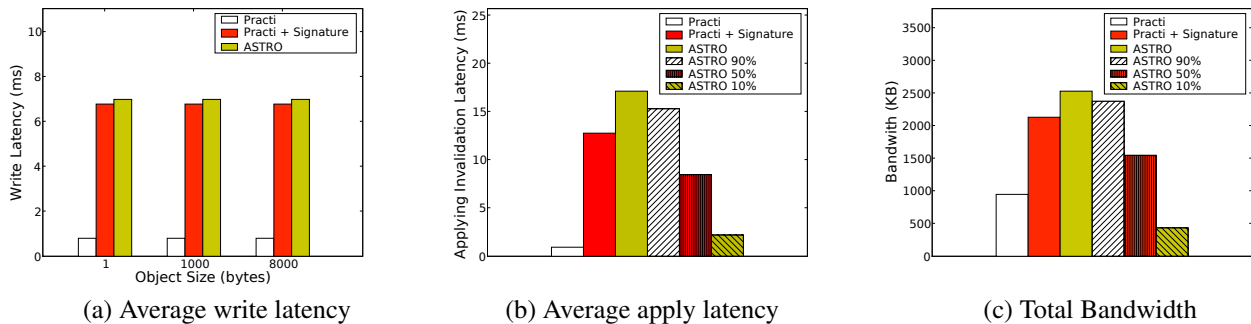 10
8
6
4
2
0
Write Latency (ms)
Practi
Practi + Signature
ASTRO
1
1000
8000
Object Size (bytes)
(a) Average write latency
25
20
15
10
5
0
Applying Invalidation Latency (ms)
Practi
Practi + Signature
ASTRO
ASTRO 90%
ASTRO 50%
ASTRO 10%
(b) Average apply latency
3500
3000
2500
2000
1500
1000
500
0
Bandwith (KB)
Practi
Practi + Signature
ASTRO
ASTRO 90%
ASTRO 50%
ASTRO 10%
(c) Total Bandwidth